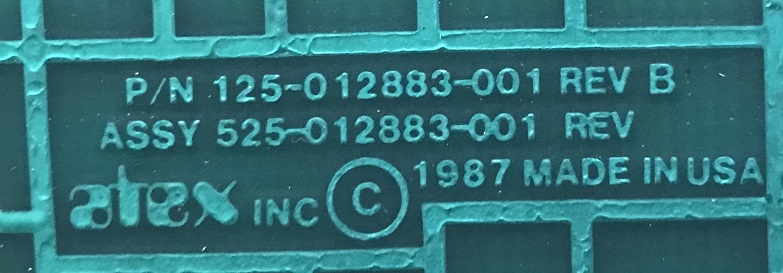 P/N 125-012883-001 REV B
ASSY 525-012883-001 REV
atex INC © 1987 MADE IN USA